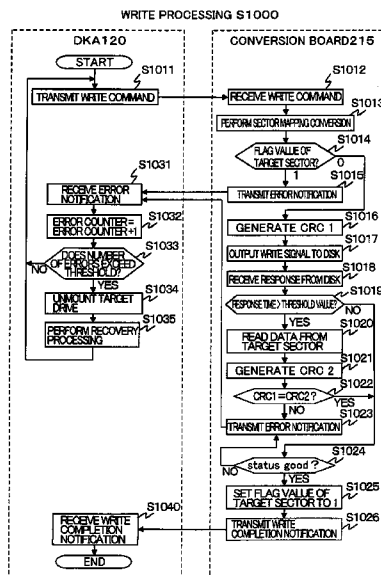 WRITE PROCESSING S1000
DKA120
CONVERSION BOARD215
START
S1011
TRANSMIT WRITE COMMAND
S1012
RECEIVE WRITE COMMAND
S1013
PERFORM SECTOR MAPPING CONVERSION
S1014
FLAG VALUE OF
TARGET SECTOR?
0
1
S1015
TRANSMIT ERROR NOTIFICATION
S1031
RECEIVE ERROR
NOTIFICATION
S1032
ERROR COUNTER=
ERROR COUNTER+1
S1033
DOES NUMBER
OF ERRORS EXCEED
THRESHOLD?
NO
YES
S1034
UNMOUNT TARGET
DRIVE
S1035
PERFORM RECOVERY
PROCESSING
S1016
GENERATE CRC 1
S1017
OUTPUT WRITE SIGNAL TO DISK
S1018
RECEIVE RESPONSE FROM DISK
S1019
RESPONSE TIME>THRESHOLD VALUE?
NO
YES
S1020
READ DATA FROM
TARGET SECTOR
S1021
GENERATE CRC 2
S1022
CRC1=CRC2?
YES
NO
S1023
TRANSMIT ERROR NOTIFICATION
S1024
status good?
NO
YES
S1025
SET FLAG VALUE OF
TARGET SECTOR TO 1
S1026
TRANSMIT WRITE
COMPLETION NOTIFICATION
S1040
RECEIVE WRITE
COMPLETION
NOTIFICATION
END